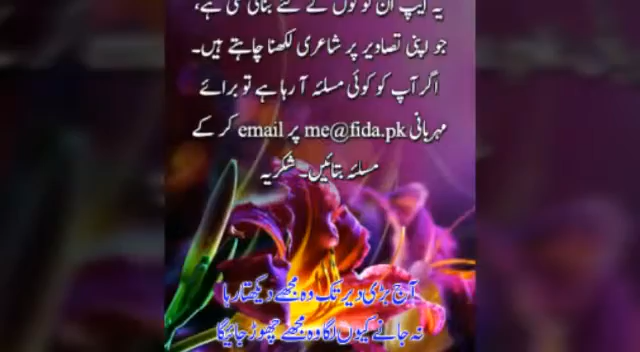 یہ ایپ ان لوگوں کے لئے بنائی گئی ہے،
جو اپنی تصاویر پر شاعری لکھنا چاہتے ہیں۔
اگر آپ کو کوئی مسلئہ آ رہا ہے تو برائے
مہربانی me@fida.pk پر email کر کے
مسلئہ بتائیں۔ شکریہ
آج بڑی دیر تک وہ مجھے دیکھتا رہا
نہ جانے کیوں لگا وہ مجھے چھوڑ جائیگا